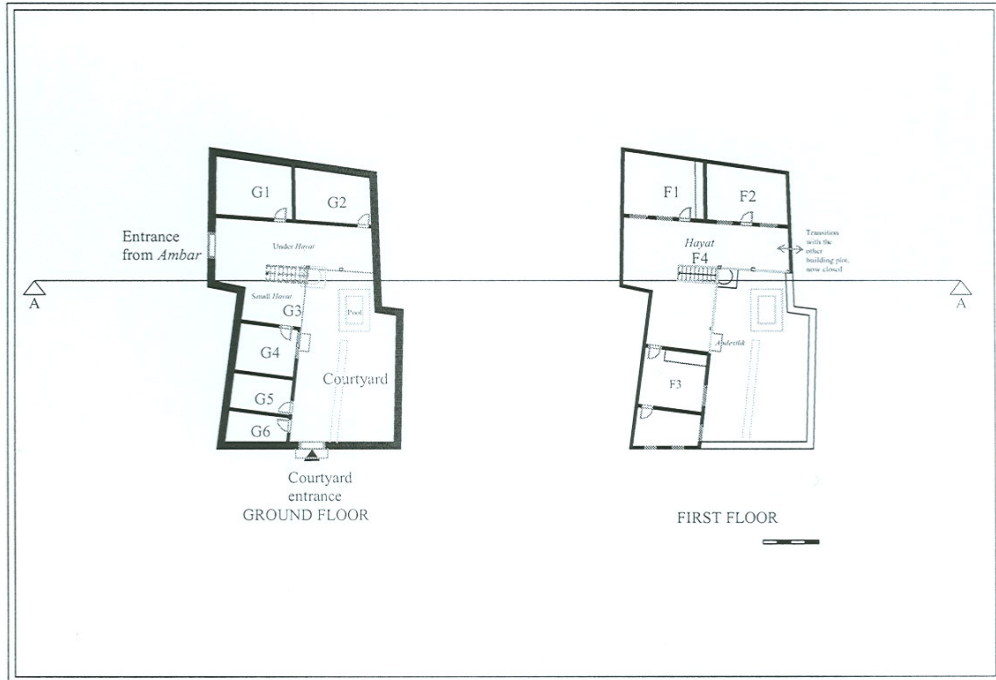 G1
G2
Entrance
from Ambar
Under Hayat
A
Small Hayat
G3
Pool
G4
Courtyard
G5
G6
Courtyard
entrance
GROUND FLOOR
F1
F2
Hayat
F4
Transition
with the
other
building plot,
now closed
A
F3
FIRST FLOOR